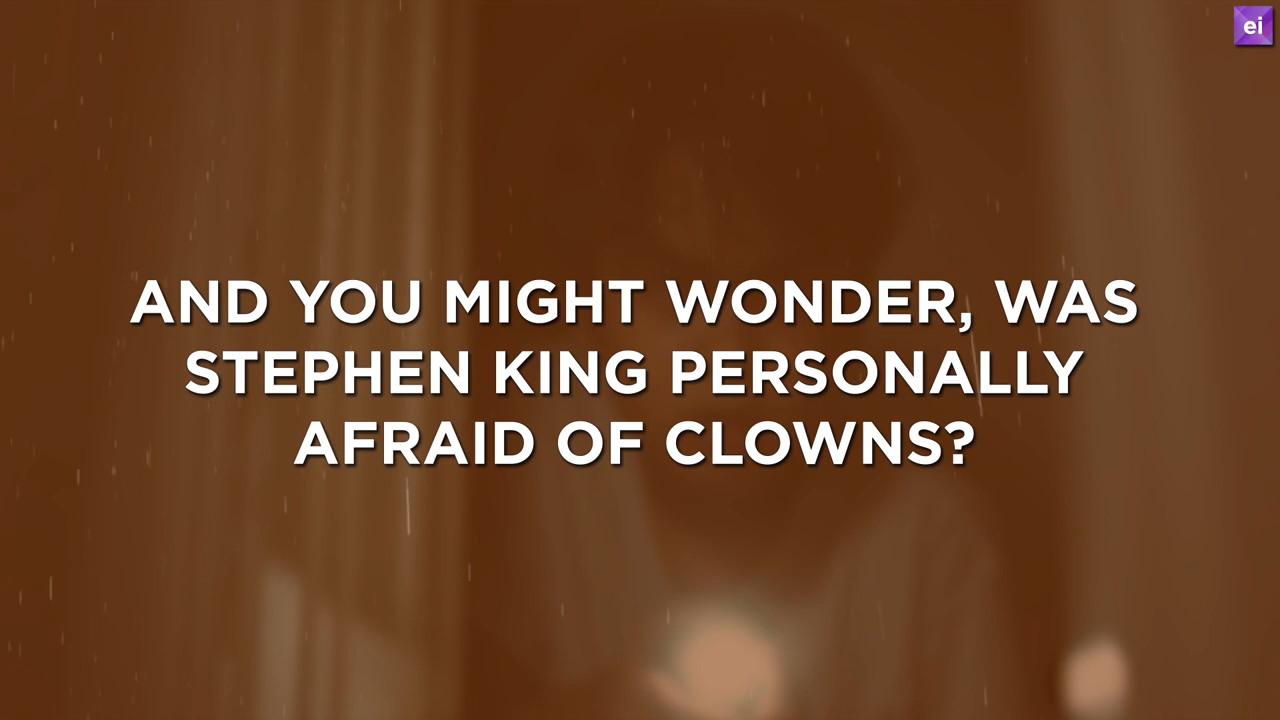 ei
AND YOU MIGHT WONDER, WAS
STEPHEN KING PERSONALLY
AFRAID OF CLOWNS?